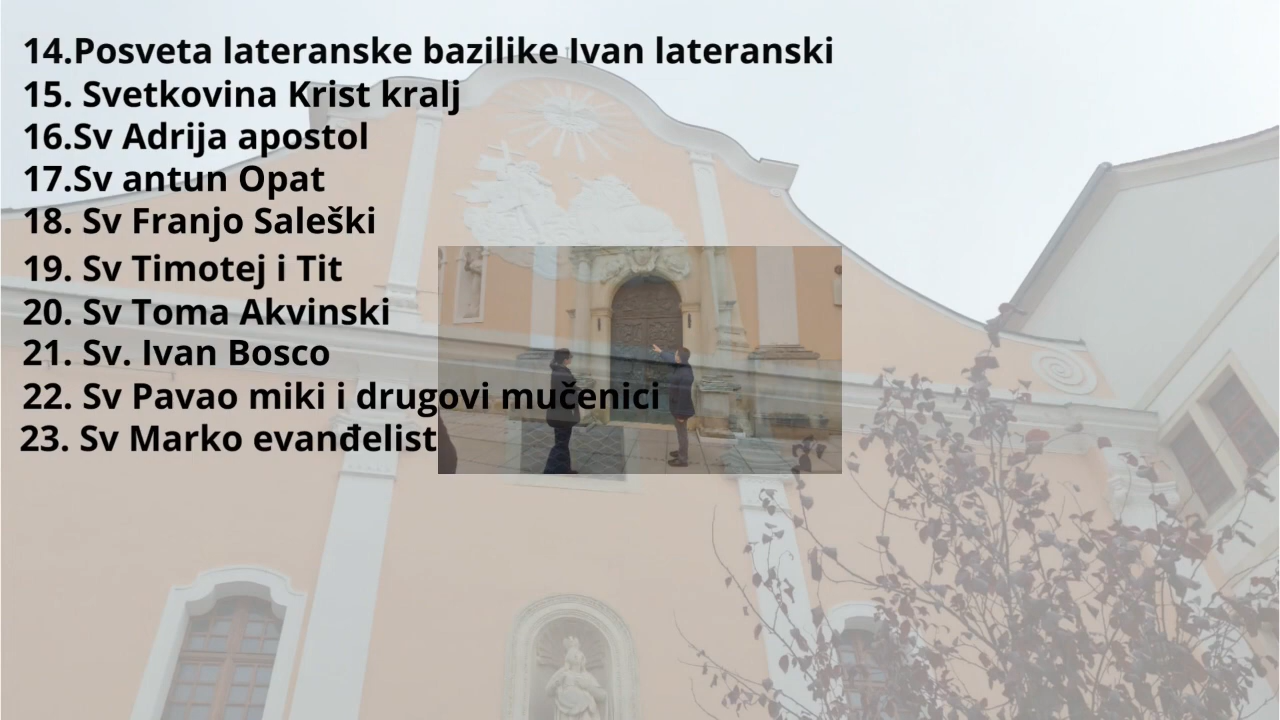 14.Posveta lateranske bazilike Ivan lateranski
15. Svetkovina Krist kralj
16.Sv Adrija apostol
17.Sv antun Opat
18. Sv Franjo Saleški
19. Sv Timotej i Tit
20. Sv Toma Akvinski
21. Sv. Ivan Bosco
22. Sv Pavao miki i drugovi mučenici
23. Sv Marko evanđelist